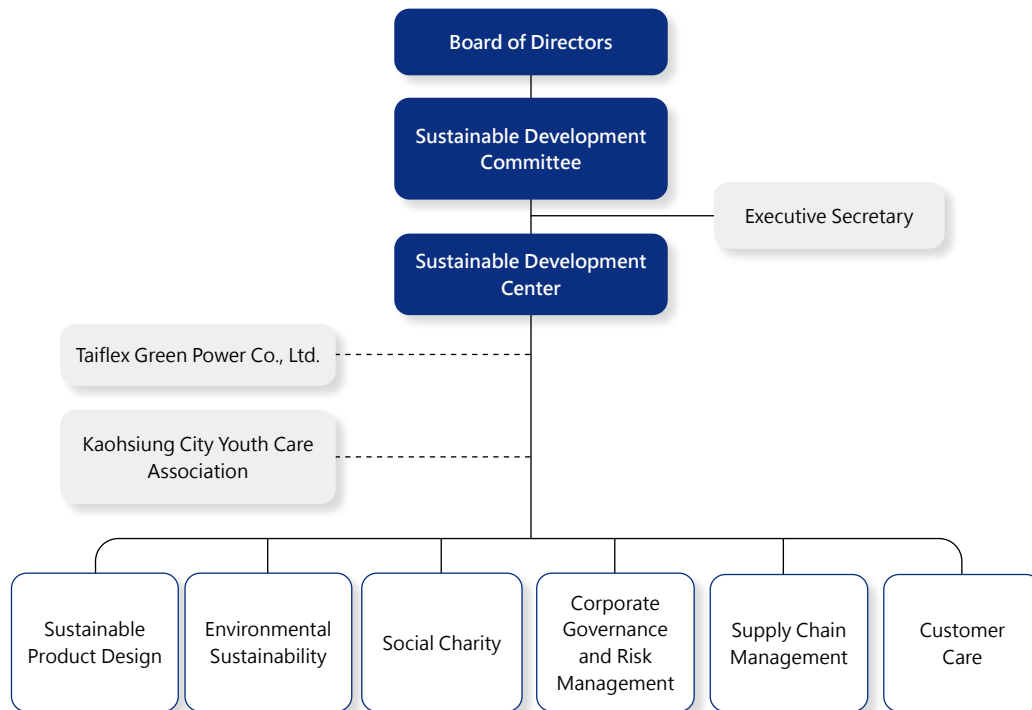 Board of Directors
Sustainable Development
Committee
Executive Secretary
Sustainable Development
Center
Taiflex Green Power Co., Ltd.
Kaohsiung City Youth Care
Association
Sustainable
Product Design
Environmental
Sustainability
Social Charity
Corporate
Governance
and Risk
Management
Supply Chain
Management
Customer
Care